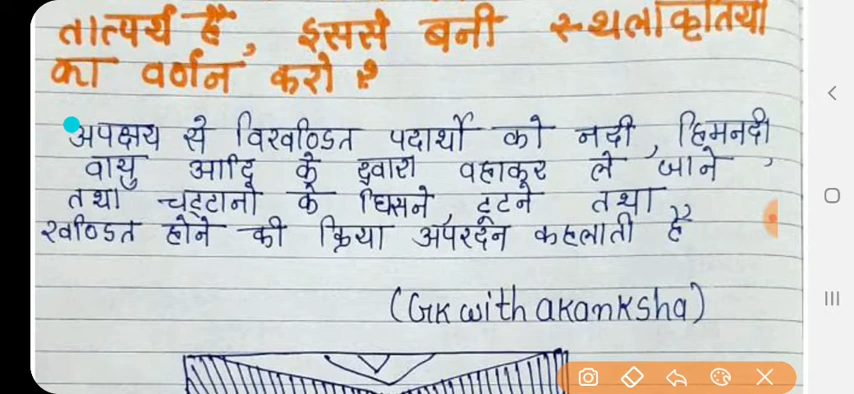 तात्पर्य है, इससे बनी स्थलाकृतियों
का वर्णन करो ?
अपक्षय से विखण्डित पदार्थो को नदी, हिमनदी,
वायु आदि के द्वारा वहाकर ले जाने
तथा चट्टानो के घिसने, टूटने तथा
खण्डित होने की क्रिया अपरदन कहलाती है
(GK with akanksha)